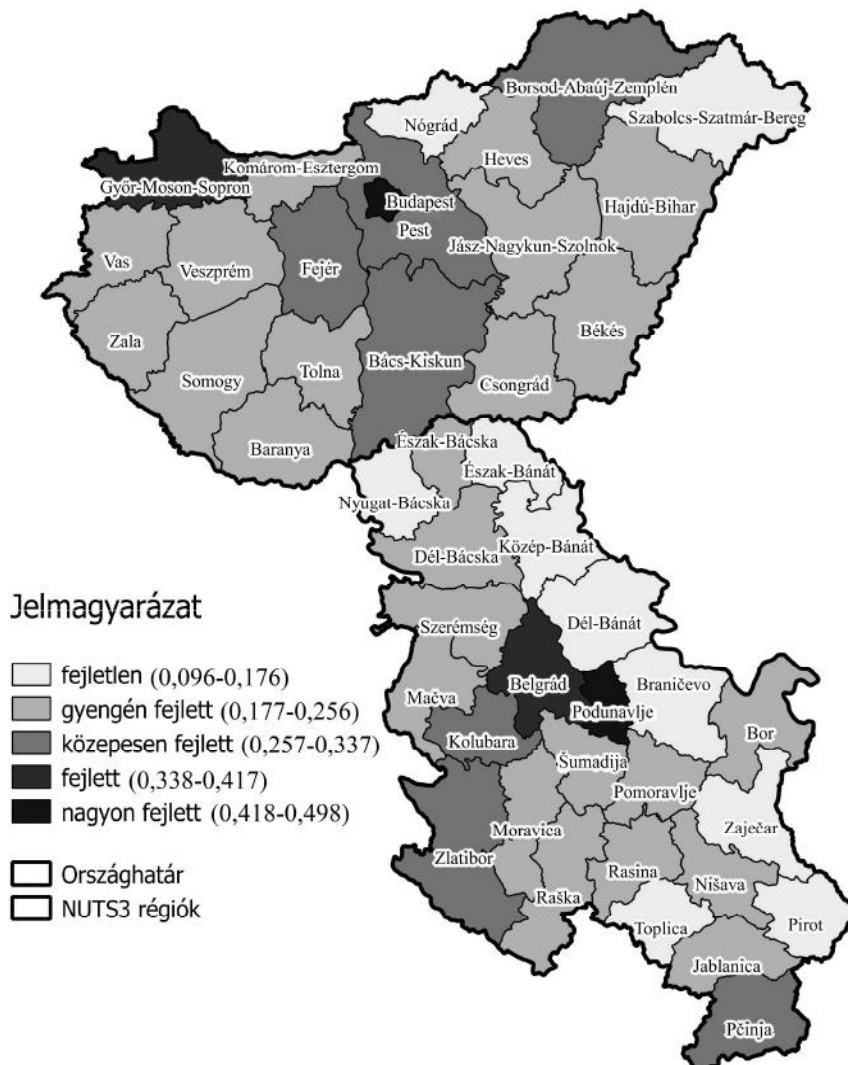 Borsod-Abaúj-Zemplén
Szabolcs-Szatmár-Bereg
Nógrád
Heves
Komárom-Esztergom
Győr-Moson-Sopron
Budapest
Hajdú-Bihar
Pest
Jász-Nagykun-Szolnok
Vas
Veszprém
Fejér
Békés
Zala
Bács-Kiskun
Tolna
Somogy
Csongrád
Baranya
Észak-Bácska
Észak-Bánát
Nyugat-Bácska
Közép-Bánát
Dél-Bácska
Jelmagyarázat
Dél-Bánát
Szerémség
fejletlen (0,096-0,176)
Belgrád
Braničevo
gyengén fejlett (0,177-0,256)
Mačva
Podunavlje
Bor
közepesen fejlett (0,257-0,337)
Kolubara
Šumadija
fejlett (0,338-0,417)
Pomoravlje
nagyon fejlett (0,418-0,498)
Moravica
Zaječar
Zlatibor
Országhatár
Rasina
Nišava
Raška
NUTS3 régiók
Toplica
Pirot
Jablanica
Pčinja